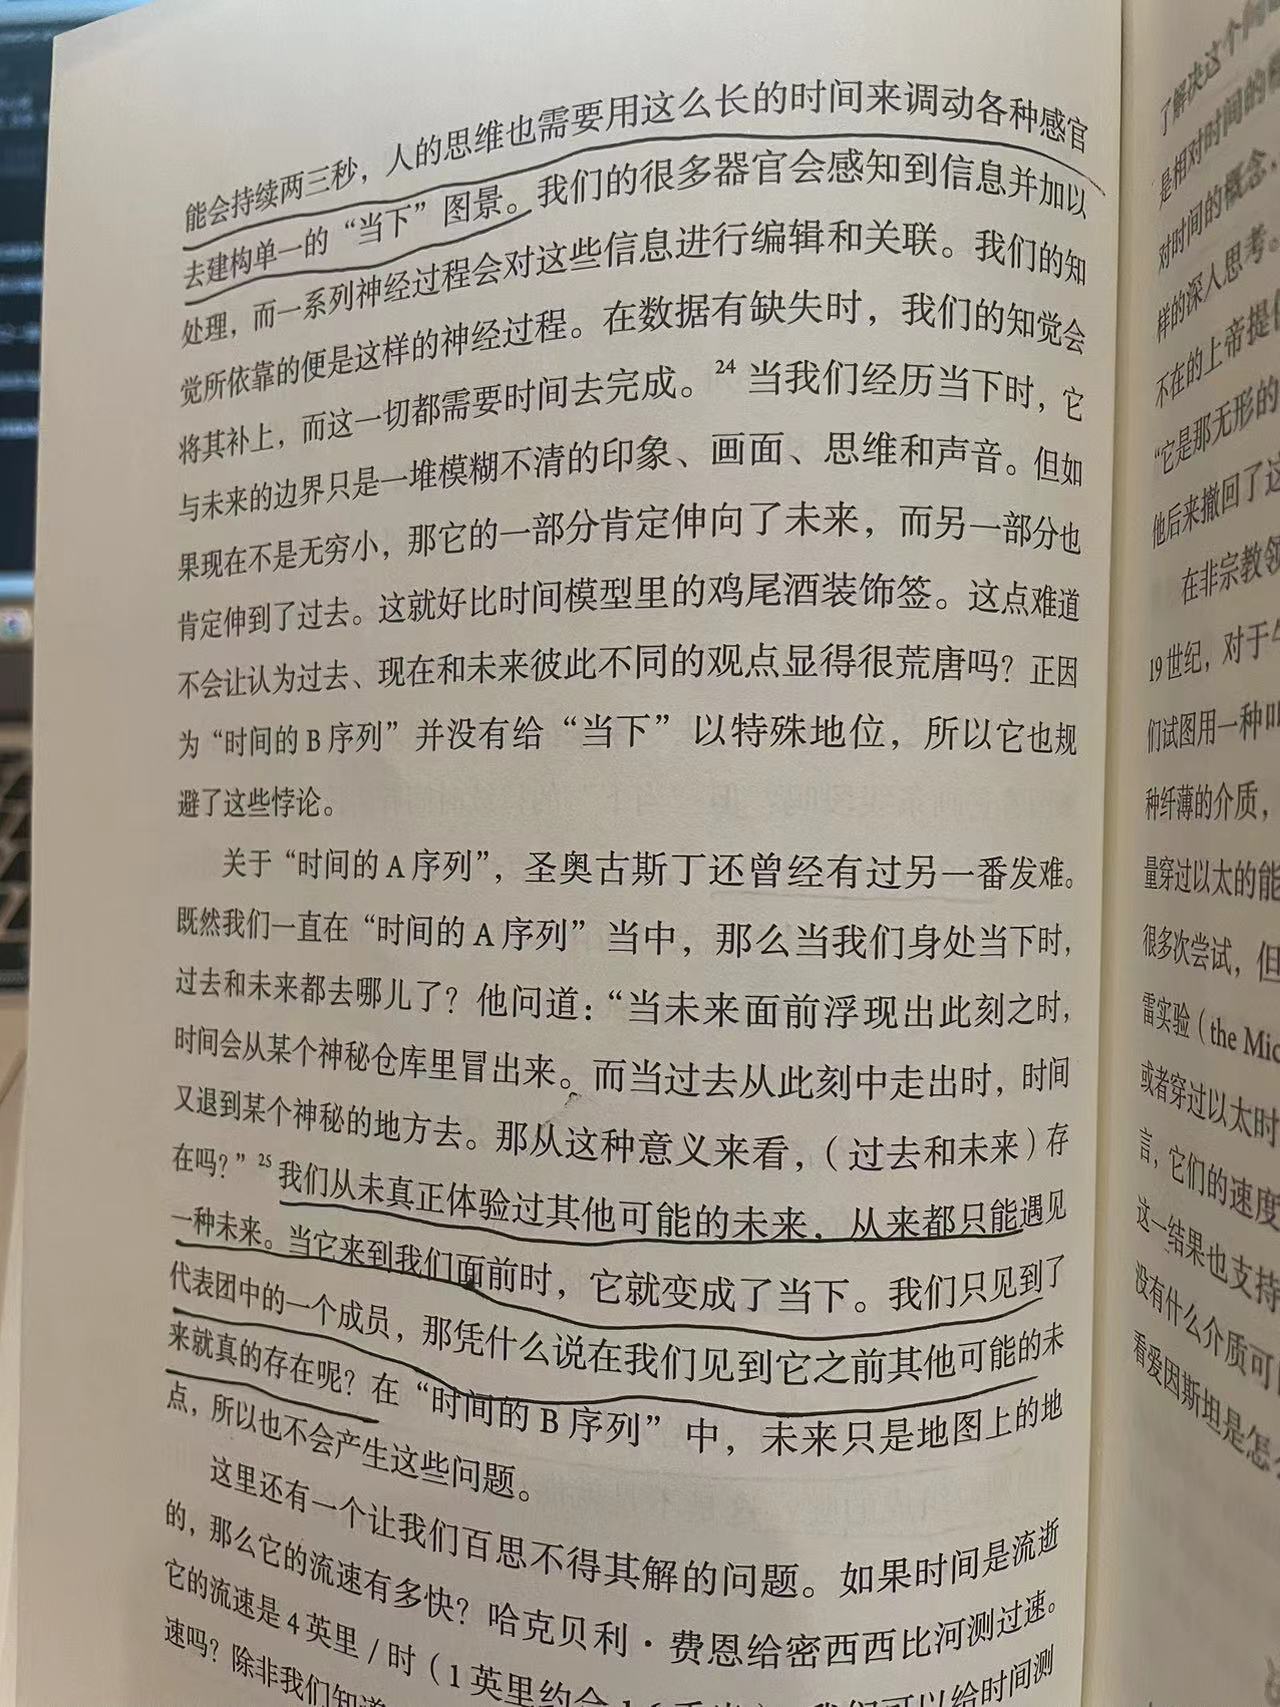 能会持续两三秒，人的思维也需要用这么长的时间来调动各种感官
去建构单一的“当下”图景。我们的很多器官会感知到信息并加以
处理，而一系列神经过程会对这些信息进行编辑和关联。我们的知
觉所依靠的便是这样的神经过程。在数据有缺失时，我们的知觉会
将其补上，而这一切都需要时间去完成。24 当我们经历当下时，它
与未来的边界只是一堆模糊不清的印象、画面、思维和声音。但如
果现在不是无穷小，那它的一部分肯定伸向了未来，而另一部分也
肯定伸到了过去。这就好比时间模型里的鸡尾酒装饰签。这点难道
不会让认为过去、现在和未来彼此不同的观点显得很荒唐吗？正因
为“时间的B序列”并没有给“当下”以特殊地位，所以它也规
避了这些悖论。
关于“时间的A序列”，圣奥古斯丁还曾经有过另一番发难。
既然我们一直在“时间的A序列”当中，那么当我们身处当下时，
过去和未来都去哪儿了？他问道：“当未来面前浮现出此刻之时，
时间会从某个神秘仓库里冒出来。而当过去从此刻中走出时，时间
又退到某个神秘的地方去。那从这种意义来看，（过去和未来）存
在吗？”25 我们从未真正体验过其他可能的未来，从来都只能遇见
一种未来。当它来到我们面前时，它就变成了当下。我们只见到了
代表团中的一个成员，那凭什么说在我们见到它之前其他可能的未
来就真的存在呢？在“时间的B序列”中，未来只是地图上的地
点，所以也不会产生这些问题。
这里还有一个让我们百思不得其解的问题。如果时间是流逝
的，那么它的流速有多快？哈克贝利·费恩给密西西比河测过速。
它的流速是4英里/时（1英里约合
速吗？除非我们知道 我们可以给时间测
了解决这个
是相对时间的
对时间的概念，
样的深人思考。
不在的上帝提
“它是那无形的
他后来撤回了这
在非宗教领
19世纪，对于
们试图用一种
种纤薄的介质，
量穿过以太的能
很多次尝试，但
雷实验（the Mic
或者穿过以太时
言，它们的速度
这一结果也支持
没有什么介质可
看爱因斯坦是怎